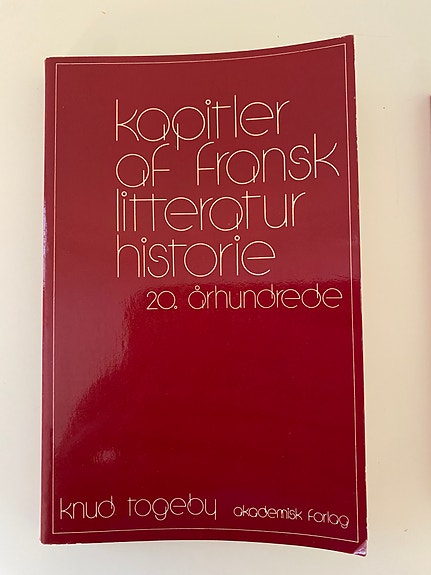 kapitler
af fransk
litteratur
historie
20. århundrede
knud togeby akademisk forlag